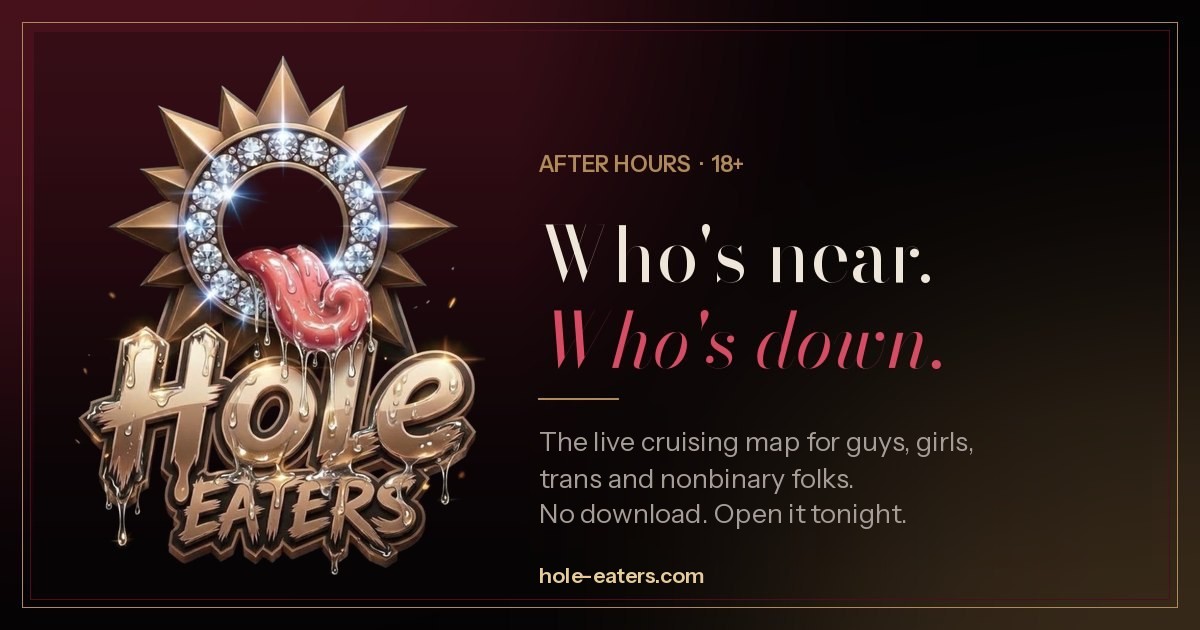 Hole
EATERS
AFTER HOURS · 18+
Who's near.
Who's down.
The live cruising map for guys, girls,
trans and nonbinary folks.
No download. Open it tonight.
hole-eaters.com